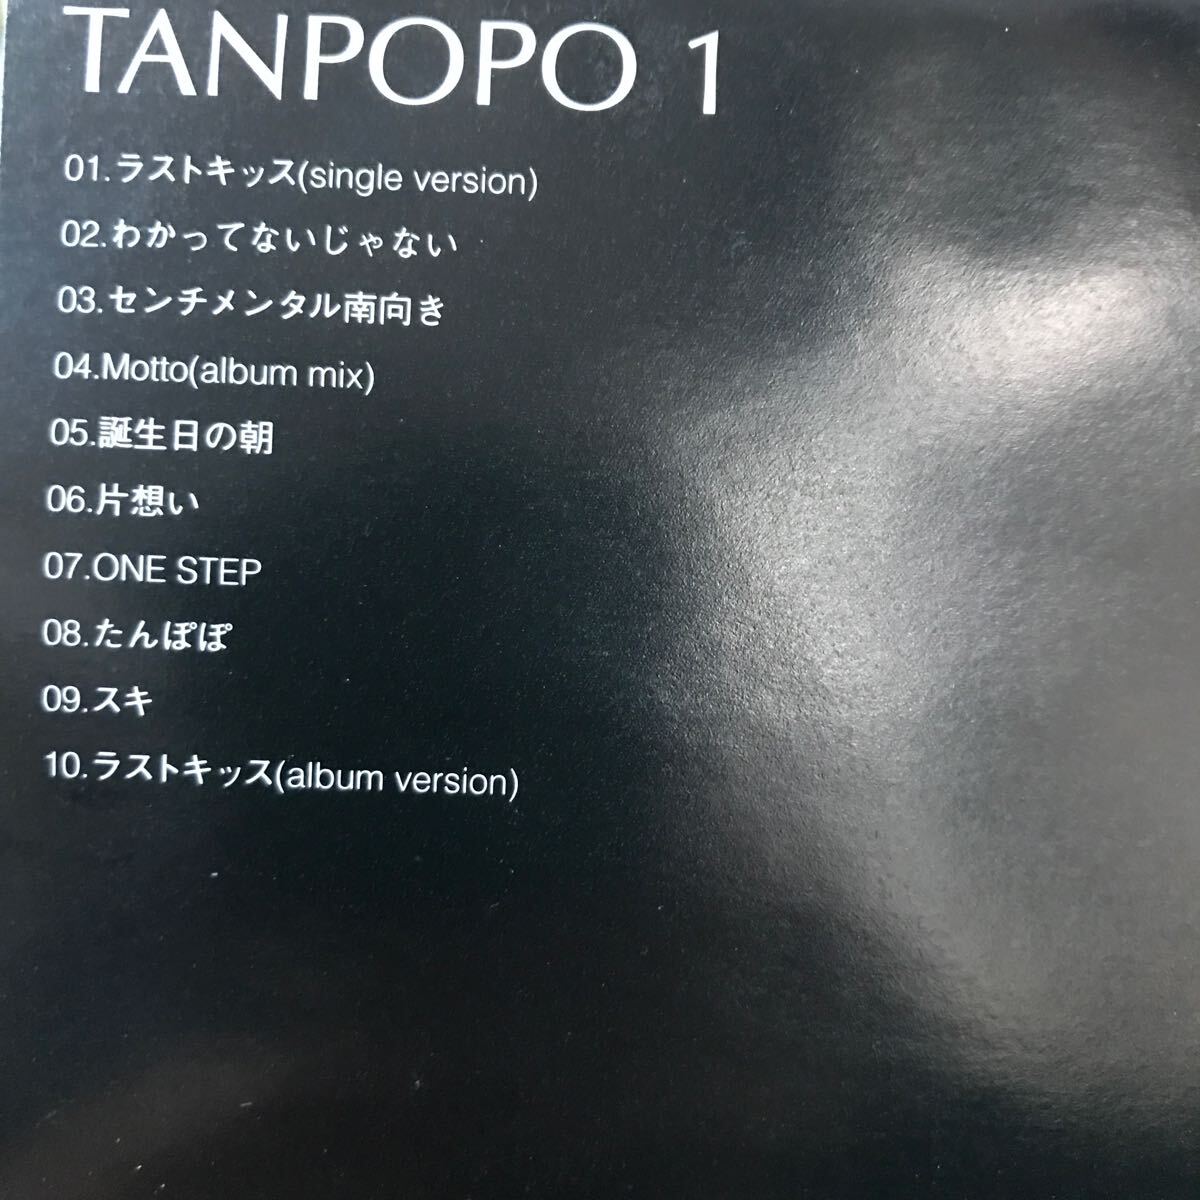 TANPOPO 1
01.ラストキッス(single version)
02.わかってないじゃない
03.センチメンタル南向き
04.Motto(album mix)
05.誕生日の朝
06.片想い
07.ONE STEP
08.たんぽぽ
09.スキ
10.ラストキッス(album version)